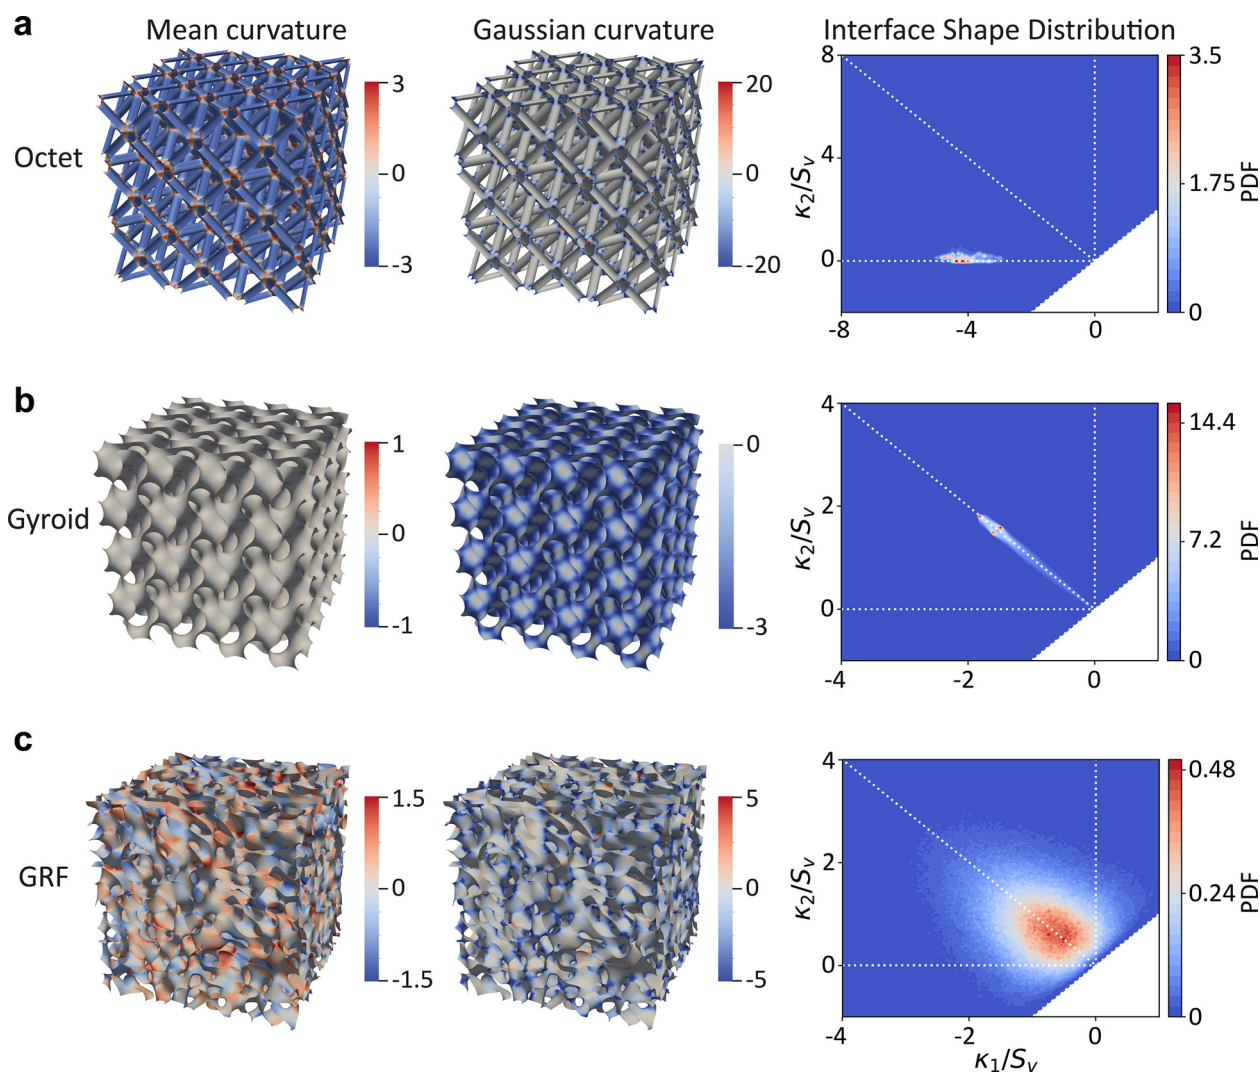 a
Mean curvature
Gaussian curvature
Interface Shape Distribution
Octet
3
0
-3
20
0
-20
κ₂/Sᵥ
8
4
0
-8
-4
0
3.5
1.75
0
PDF
b
Gyroid
1
0
-1
0
-3
κ₂/Sᵥ
4
2
0
-4
-2
0
14.4
7.2
0
PDF
c
GRF
1.5
0
-1.5
5
0
-5
κ₂/Sᵥ
4
2
0
-4
-2
0
κ₁/Sᵥ
0.48
0.24
0
PDF